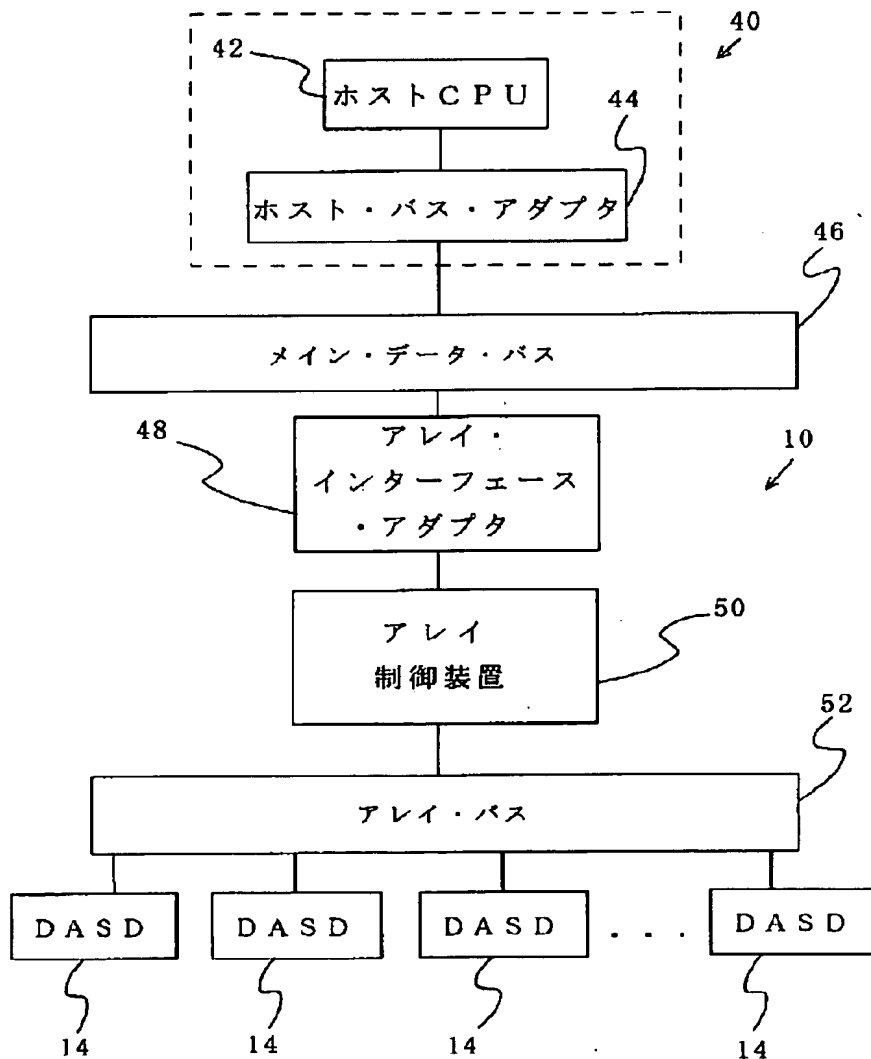 40
42
ホストCPU
44
ホスト・バス・アダプタ
46
メイン・データ・バス
48
アレイ・
インターフェース
・アダプタ
10
アレイ
制御装置
50
52
アレイ・バス
DASD DASD DASD . . . DASD
14 14 14 14